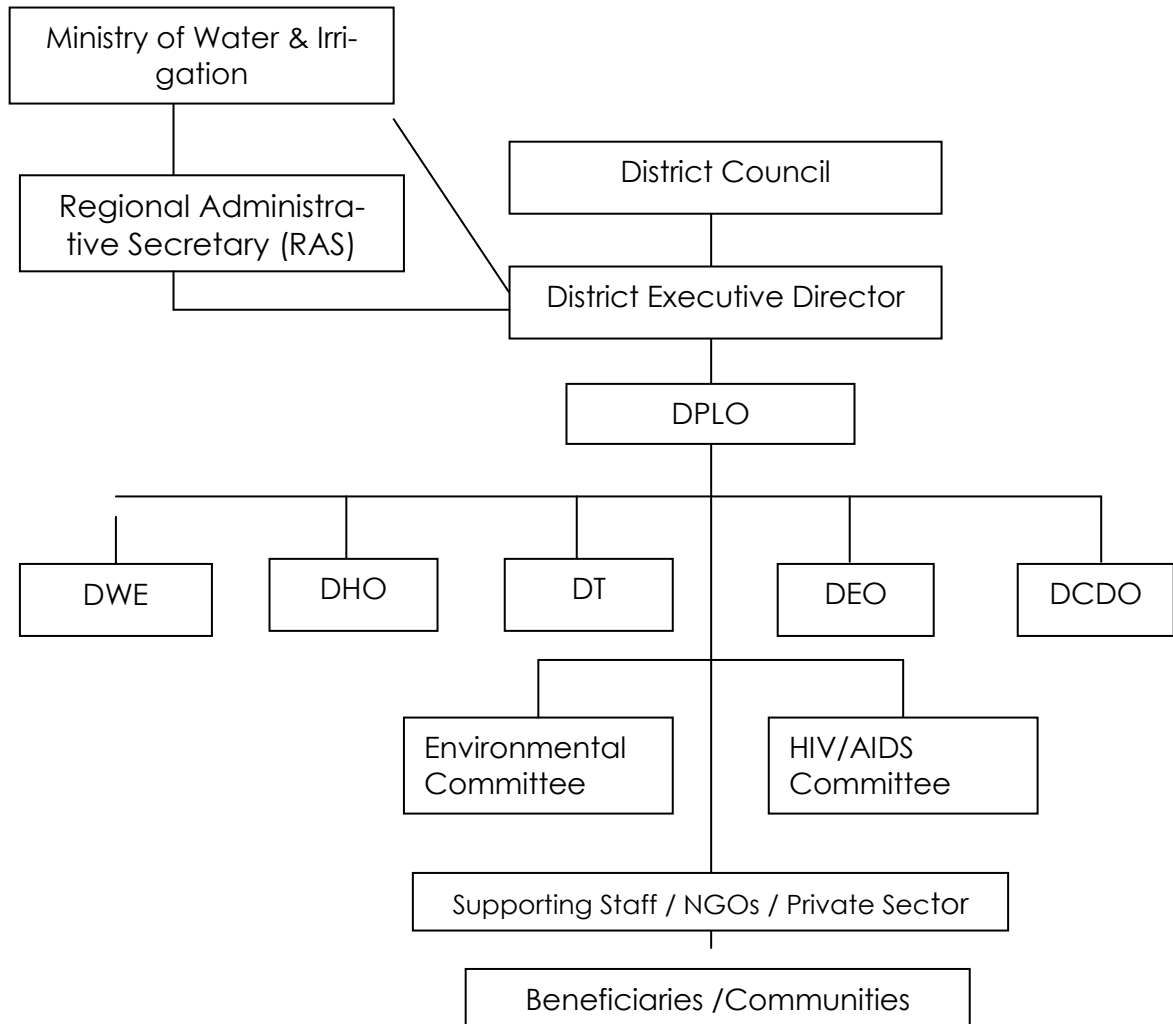 Ministry of Water & Irri-
gation
District Council
Regional Administra-
tive Secretary (RAS)
District Executive Director
DPLO
DWE
DHO
DT
DEO
DCDO
Environmental
Committee
HIV/AIDS
Committee
Supporting Staff / NGOs / Private Sector
Beneficiaries /Communities